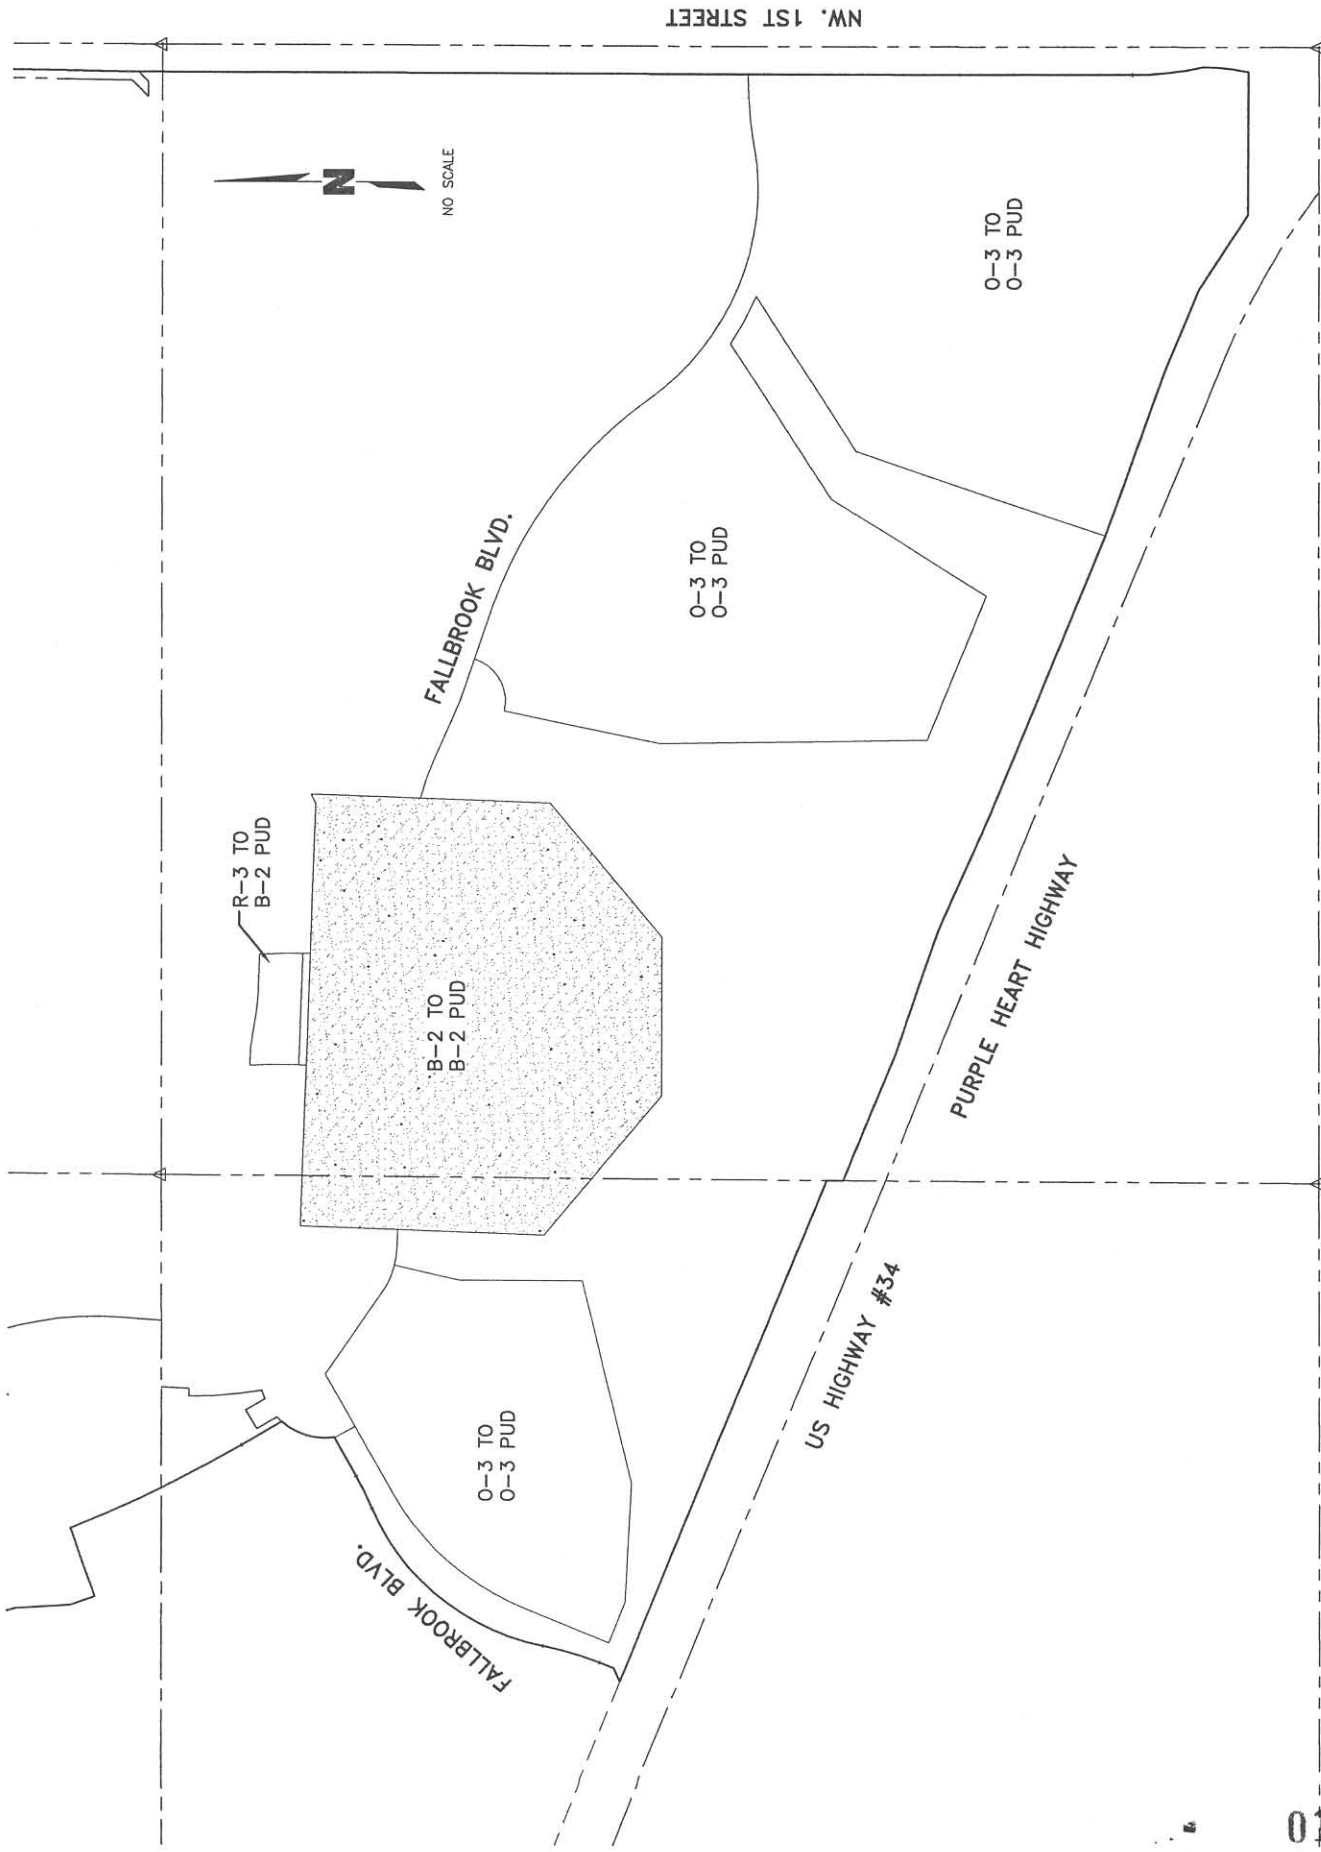 NW. 1ST STREET
N
NO SCALE
O-3 TO
O-3 PUD
FALLBROOK BLVD.
O-3 TO
O-3 PUD
R-3 TO
B-2 PUD
B-2 TO
B-2 PUD
PURPLE HEART HIGHWAY
US HIGHWAY #34
O-3 TO
O-3 PUD
FALLBROOK BLVD.